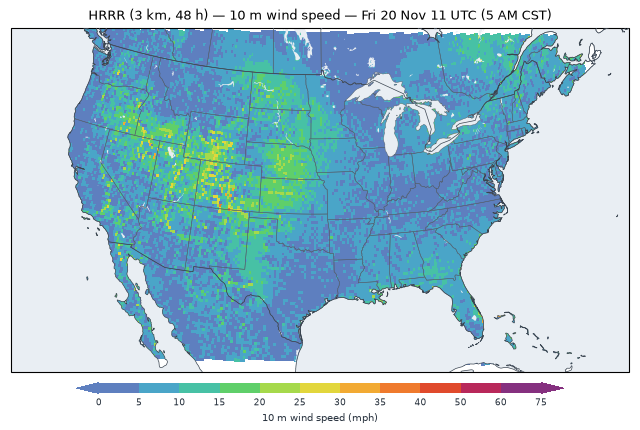 HRRR (3 km, 48 h) — 10 m wind speed — Fri 20 Nov 11 UTC (5 AM CST)
0 5 10 15 20 25 30 35 40 50 60 75
10 m wind speed (mph)